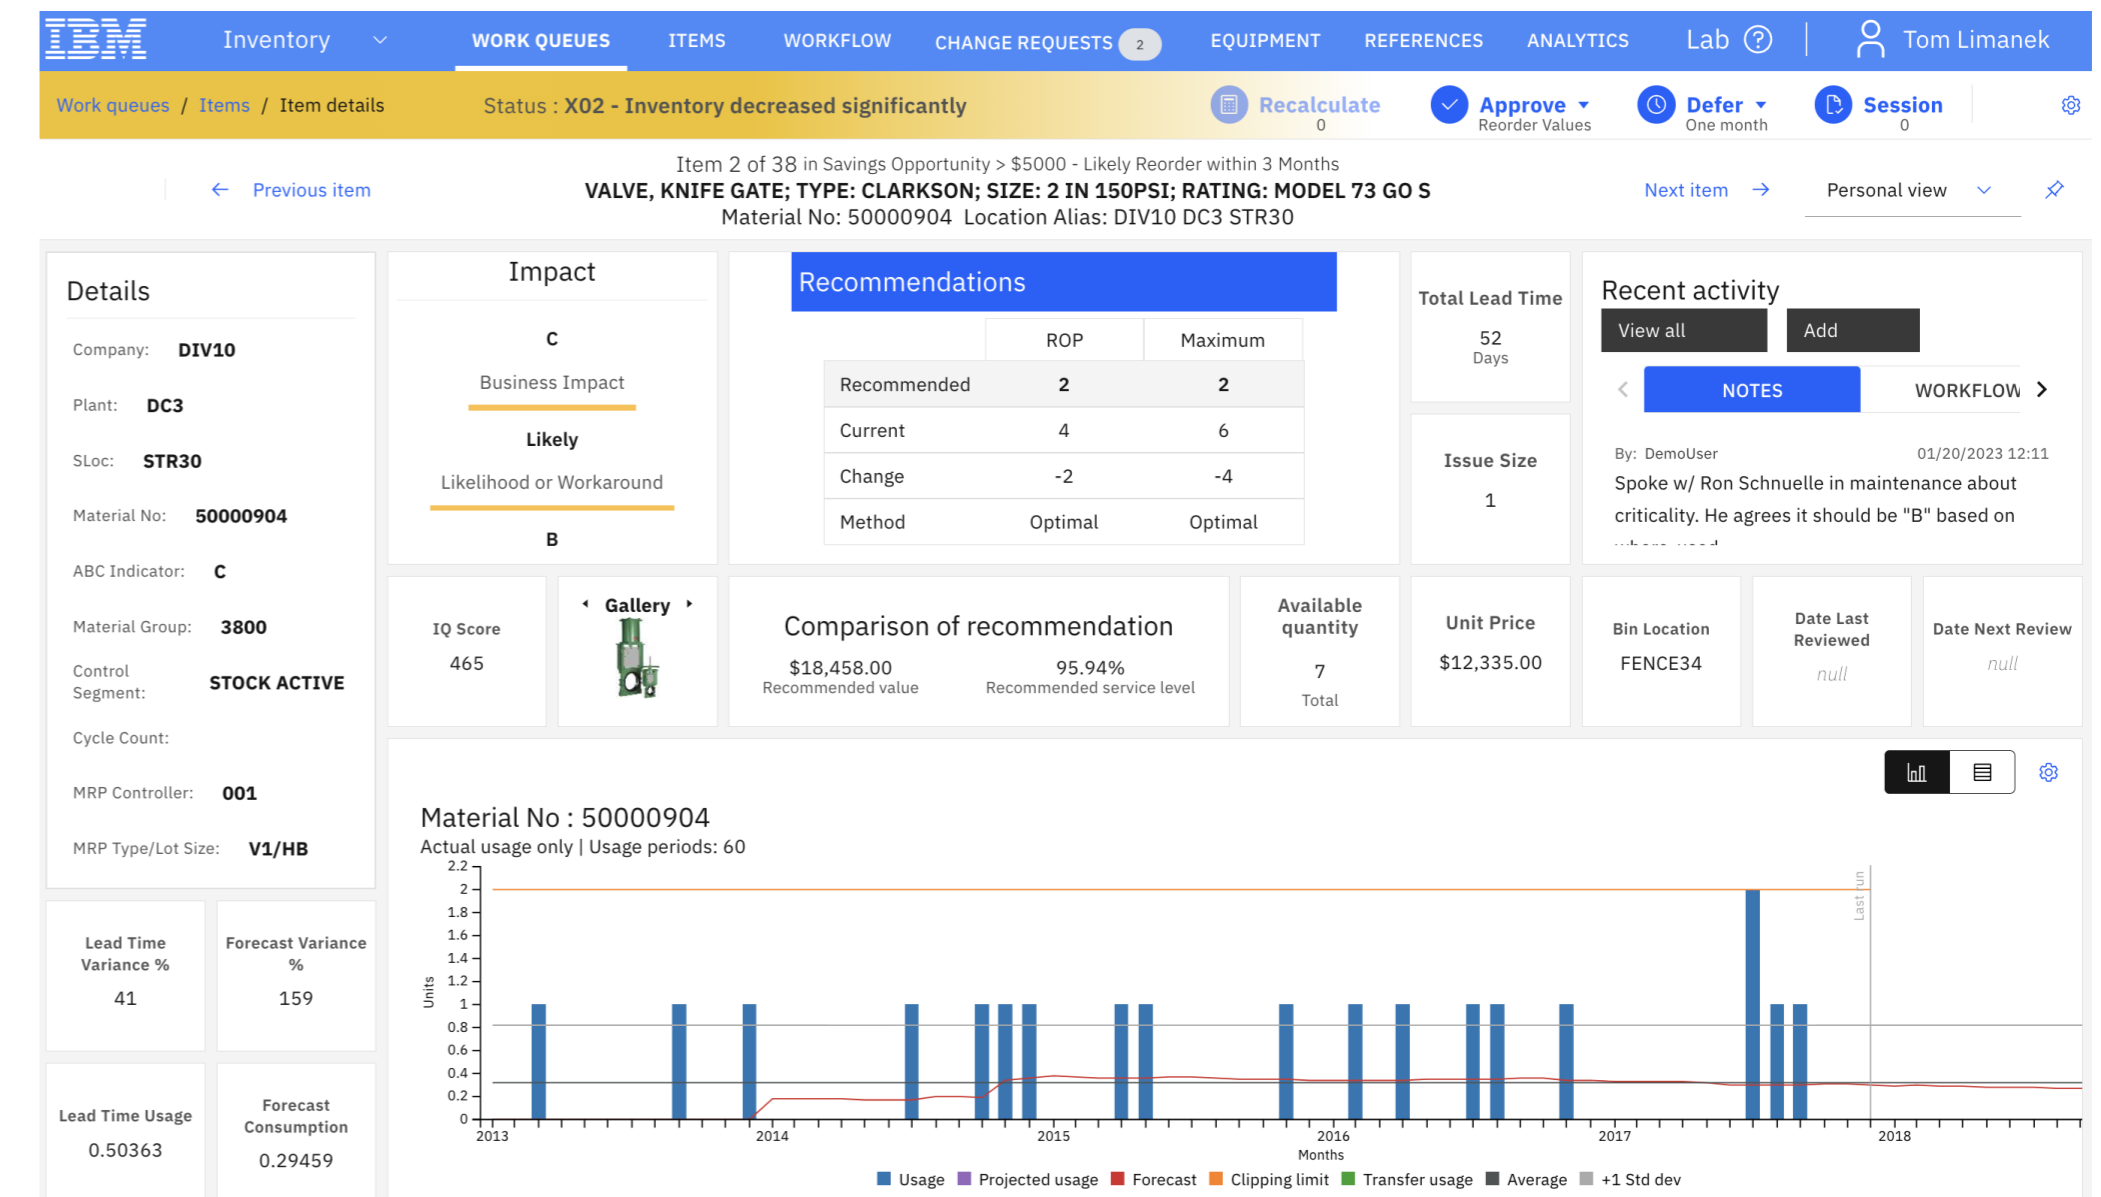 IBM
Inventory
WORK QUEUES
ITEMS
WORKFLOW
CHANGE REQUESTS 2
EQUIPMENT
REFERENCES
ANALYTICS
Lab
Tom Limanek
Work queues / Items / Item details
Status : X02 - Inventory decreased significantly
Recalculate
0
Approve
Reorder Values
Defer
One month
Session
0
Item 2 of 38 in Savings Opportunity > $5000 - Likely Reorder within 3 Months
Previous item
VALVE, KNIFE GATE; TYPE: CLARKSON; SIZE: 2 IN 150PSI; RATING: MODEL 73 GO S
Next item
Personal view
Material No: 50000904 Location Alias: DIV10 DC3 STR30
Details
Company: DIV10
Plant: DC3
SLoc: STR30
Material No: 50000904
ABC Indicator: C
Material Group: 3800
Control
Segment: STOCK ACTIVE
Cycle Count:
MRP Controller: 001
MRP Type/Lot Size: V1/HB
Impact
C
Business Impact
Likely
Likelihood or Workaround
B
Recommendations
ROP Maximum
Recommended 2 2
Current 4 6
Change -2 -4
Method Optimal Optimal
Total Lead Time
52
Days
Issue Size
1
Recent activity
View all
Add
NOTES
WORKFLOW
By: DemoUser 01/20/2023 12:11
Spoke w/ Ron Schnuelle in maintenance about
criticality. He agrees it should be "B" based on
IQ Score
465
Gallery
Comparison of recommendation
$18,458.00
Recommended value
95.94%
Recommended service level
Available
quantity
7
Total
Unit Price
$12,335.00
Bin Location
FENCE34
Date Last
Reviewed
null
Date Next Review
null
Lead Time
Variance %
41
Forecast Variance
%
159
Lead Time Usage
0.50363
Forecast
Consumption
0.29459
Material No : 50000904
Actual usage only | Usage periods: 60
2.2
2
1.8
1.6
1.4
1.2
1
0.8
0.6
0.4
0.2
0
Units
Last run
2013 2014 2015 2016 2017 2018
Months
Usage Projected usage Forecast Clipping limit Transfer usage Average +1 Std dev